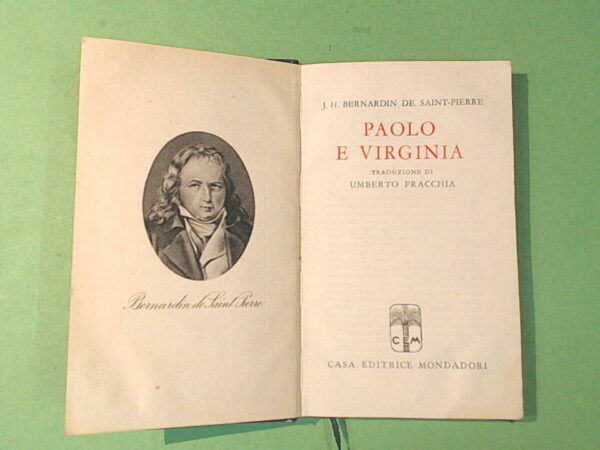 Bernardin de Saint Pierre
J. H. BERNARDIN DE SAINT-PIERRE
PAOLO
E VIRGINIA
TRADUZIONE DI
UMBERTO FRACCHIA
CEM
CASA EDITRICE MONDADORI